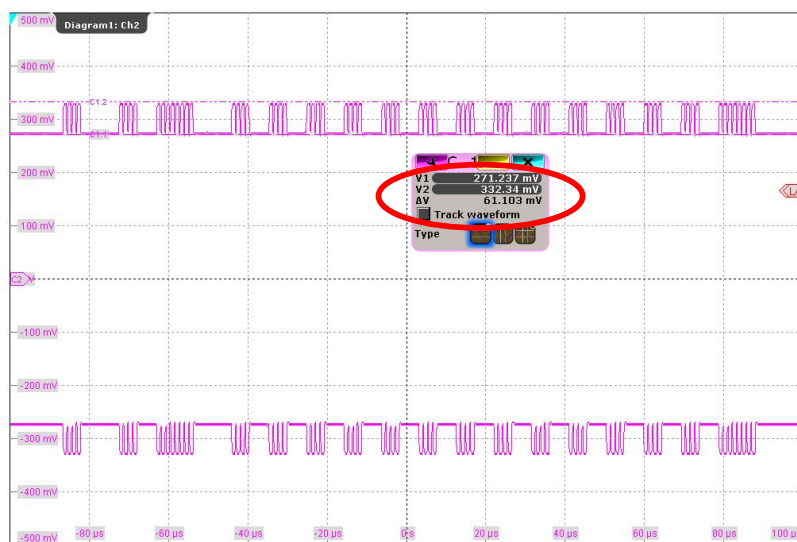 500 mV
Diagram1: Ch2
400 mV
C1.2
300 mV
C1.1
200 mV
V1 271.237 mV
V2 332.34 mV
ΔV 61.103 mV
Track waveform
Type
100 mV
C2 V
-100 mV
-200 mV
-300 mV
-400 mV
-500 mV
-80 µs -60 µs -40 µs -20 µs 0 s 20 µs 40 µs 60 µs 80 µs 100 µ